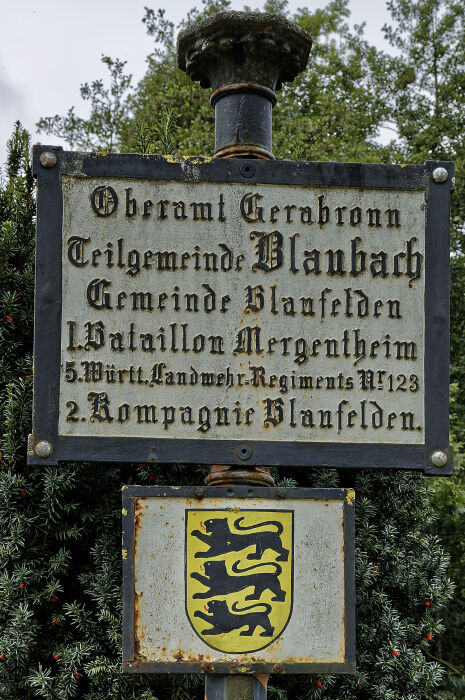 Oberamt Gerabronn
Teilgemeinde Blaubach
Gemeinde Blaufelden
1. Bataillon Mergentheim
5. Württ. Landwehr-Regiments Nr. 123
2. Kompagnie Blaufelden.